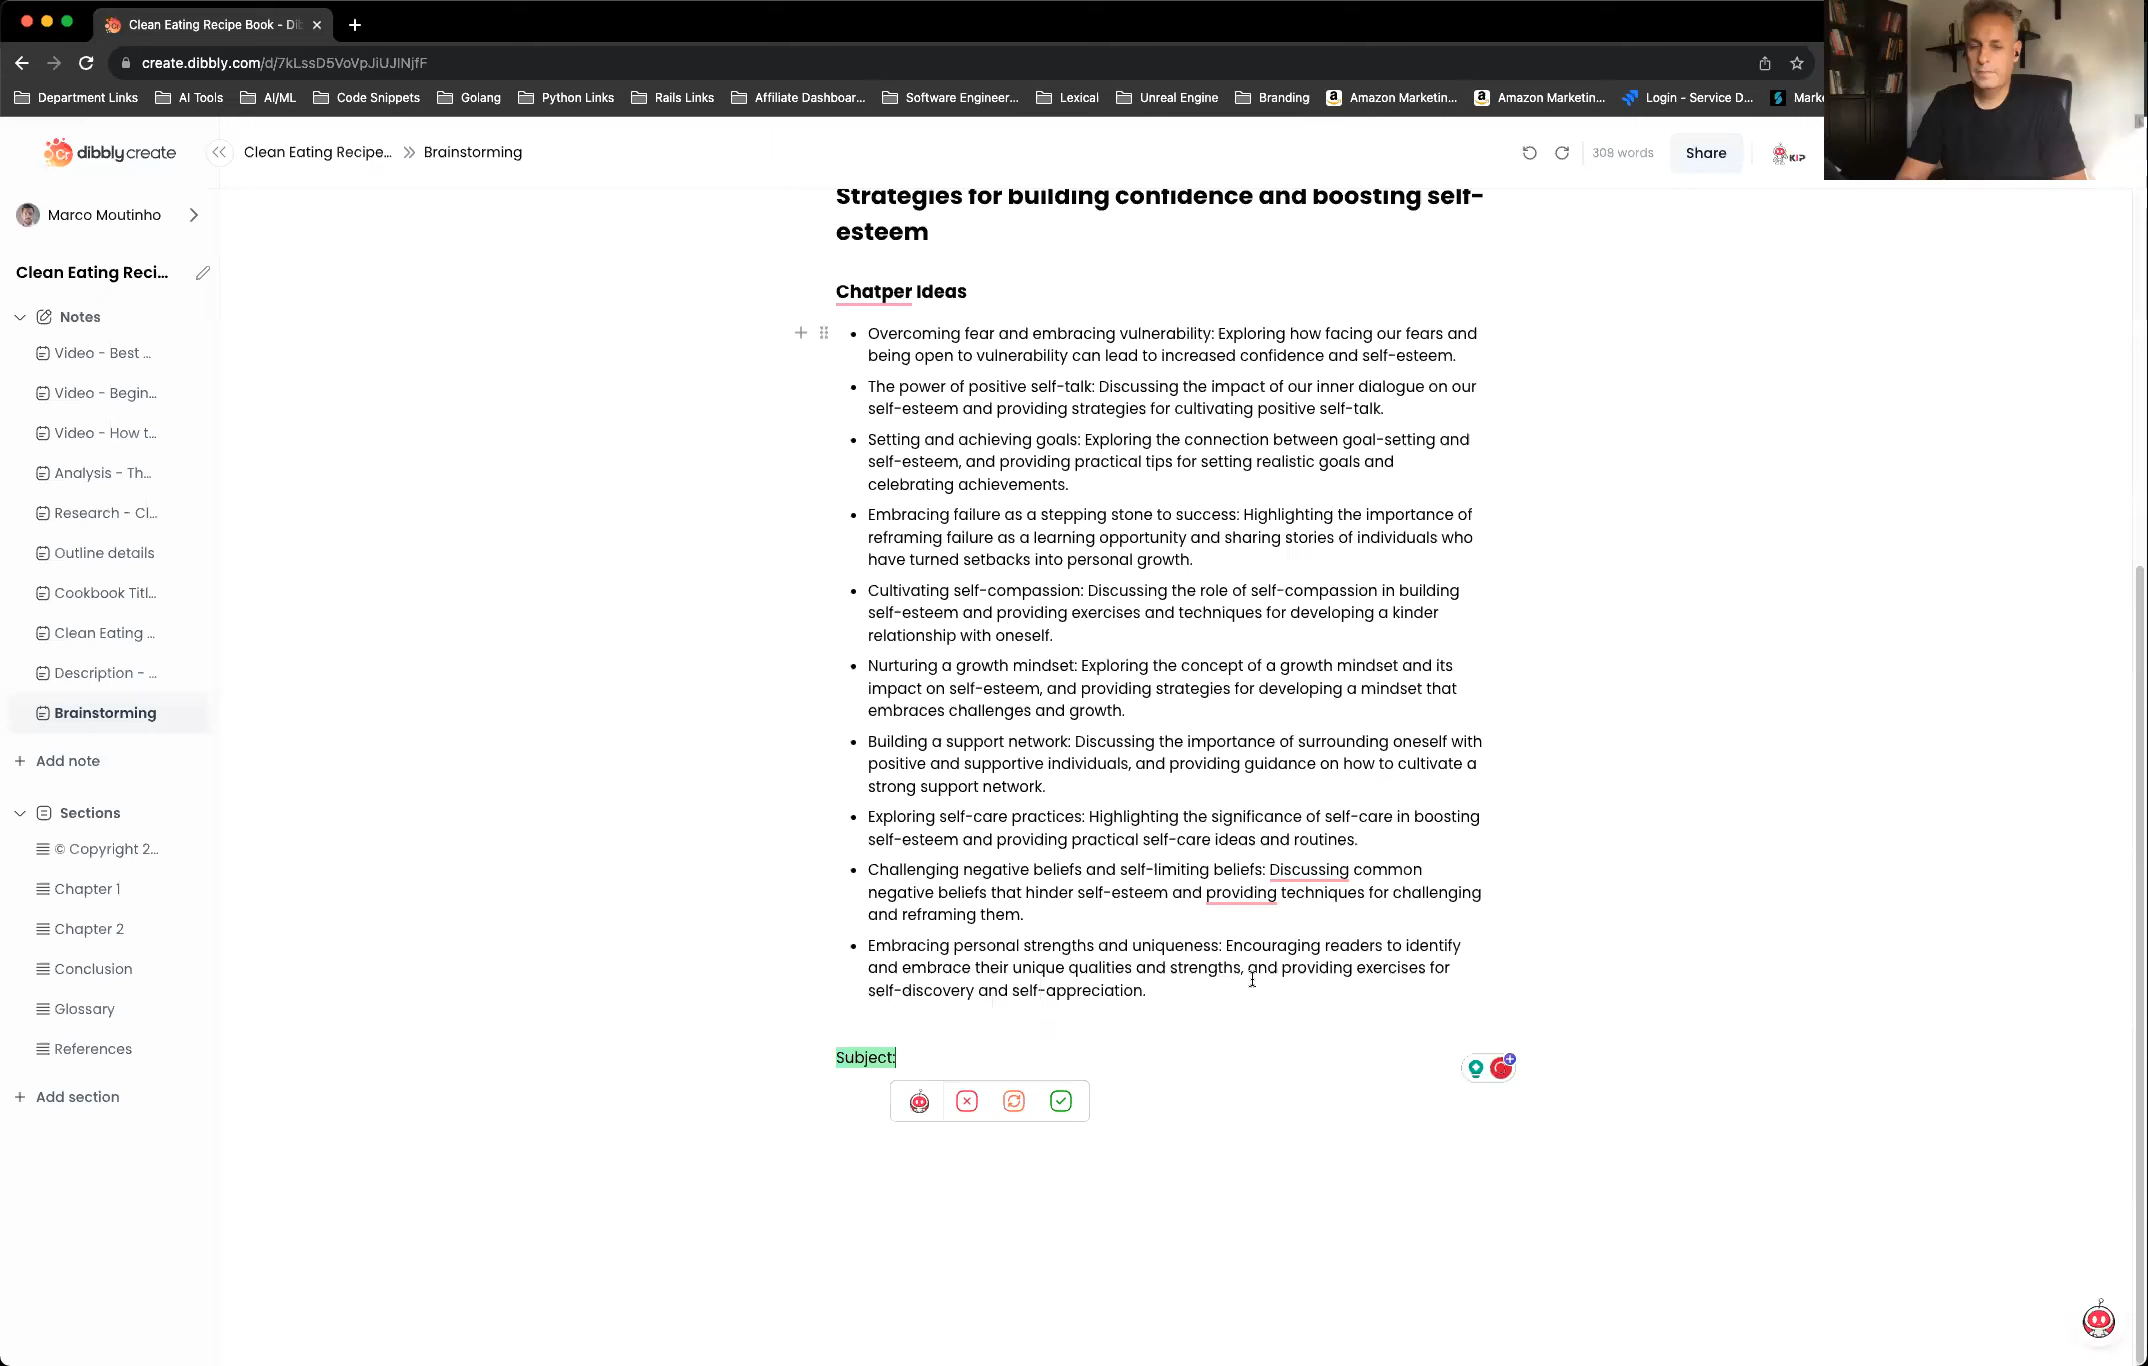 Clean Eating Recipe Book - Di
create.dibbly.com/d/7kLssD5VoVpJiUJlNjfF
Department Links
AI Tools
AI/ML
Code Snippets
Golang
Python Links
Rails Links
Affiliate Dashboar...
Software Engineer...
Lexical
Unreal Engine
Branding
Amazon Marketin...
Amazon Marketin...
Login - Service D...
Marke
Cr dibblycreate
Clean Eating Recipe...
Brainstorming
309 words
Share
KIP
Marco Moutinho
Clean Eating Reci...
Notes
Video - Best ...
Video - Begin...
Video - How t...
Analysis - Th...
Research - Cl...
Outline details
Cookbook Titl...
Clean Eating ...
Description - ...
Brainstorming
+ Add note
Sections
© Copyright 2...
Chapter 1
Chapter 2
Conclusion
Glossary
References
+ Add section
Strategies for building confidence and boosting self-
esteem
Chatper Ideas
• Overcoming fear and embracing vulnerability: Exploring how facing our fears and
being open to vulnerability can lead to increased confidence and self-esteem.
• The power of positive self-talk: Discussing the impact of our inner dialogue on our
self-esteem and providing strategies for cultivating positive self-talk.
• Setting and achieving goals: Exploring the connection between goal-setting and
self-esteem, and providing practical tips for setting realistic goals and
celebrating achievements.
• Embracing failure as a stepping stone to success: Highlighting the importance of
reframing failure as a learning opportunity and sharing stories of individuals who
have turned setbacks into personal growth.
• Cultivating self-compassion: Discussing the role of self-compassion in building
self-esteem and providing exercises and techniques for developing a kinder
relationship with oneself.
• Nurturing a growth mindset: Exploring the concept of a growth mindset and its
impact on self-esteem, and providing strategies for developing a mindset that
embraces challenges and growth.
• Building a support network: Discussing the importance of surrounding oneself with
positive and supportive individuals, and providing guidance on how to cultivate a
strong support network.
• Exploring self-care practices: Highlighting the significance of self-care in boosting
self-esteem and providing practical self-care ideas and routines.
• Challenging negative beliefs and self-limiting beliefs: Discussing common
negative beliefs that hinder self-esteem and providing techniques for challenging
and reframing them.
• Embracing personal strengths and uniqueness: Encouraging readers to identify
and embrace their unique qualities and strengths, and providing exercises for
self-discovery and self-appreciation.
Subject: